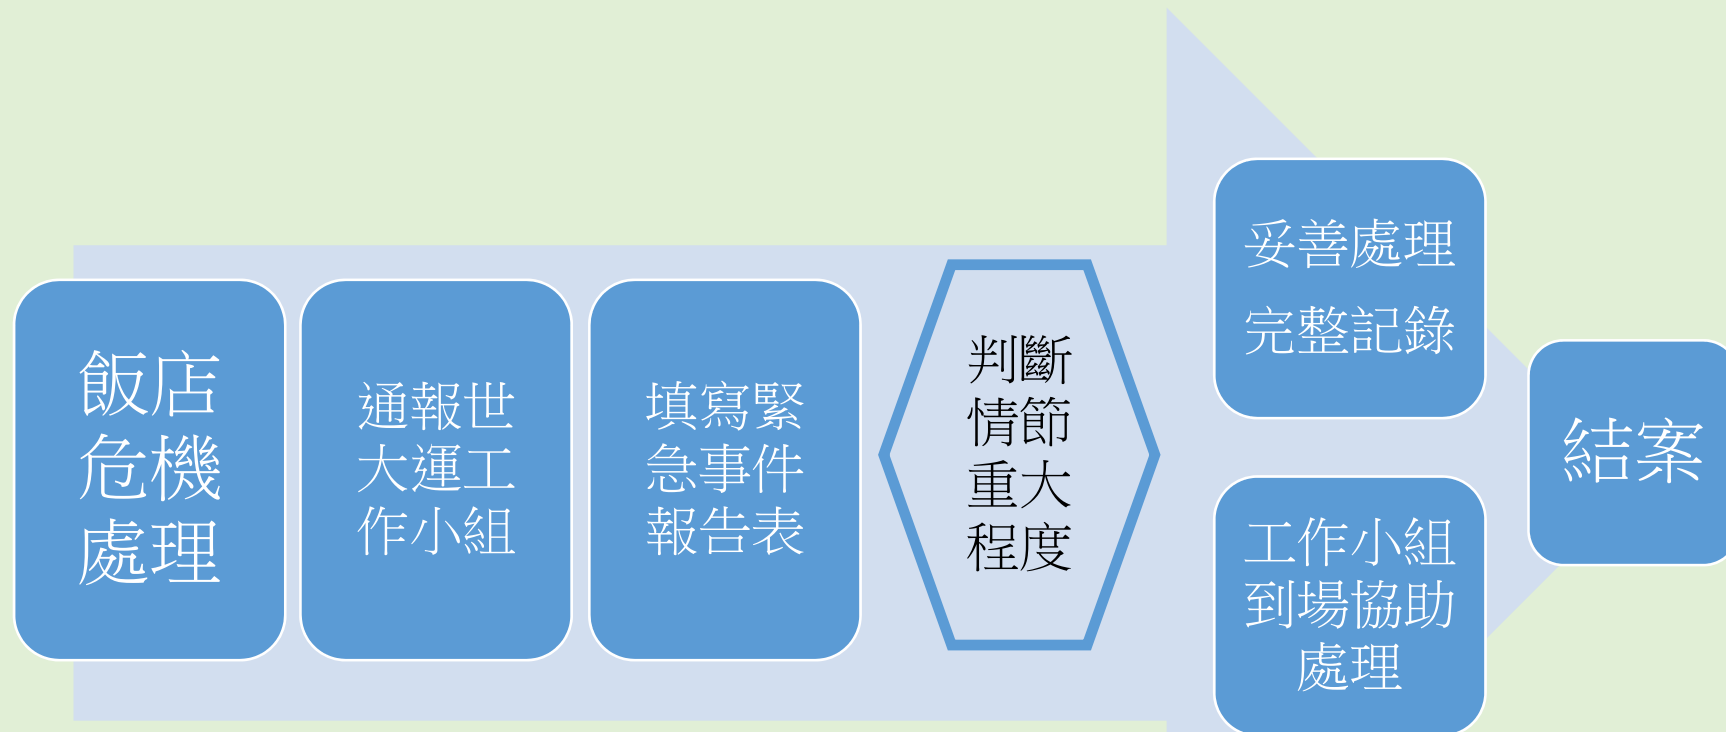 飯店
危機
處理
通報世
大運工
作小組
填寫緊
急事件
報告表
判斷
情節
重大
程度
妥善處理
完整記錄
工作小組
到場協助
處理
結案